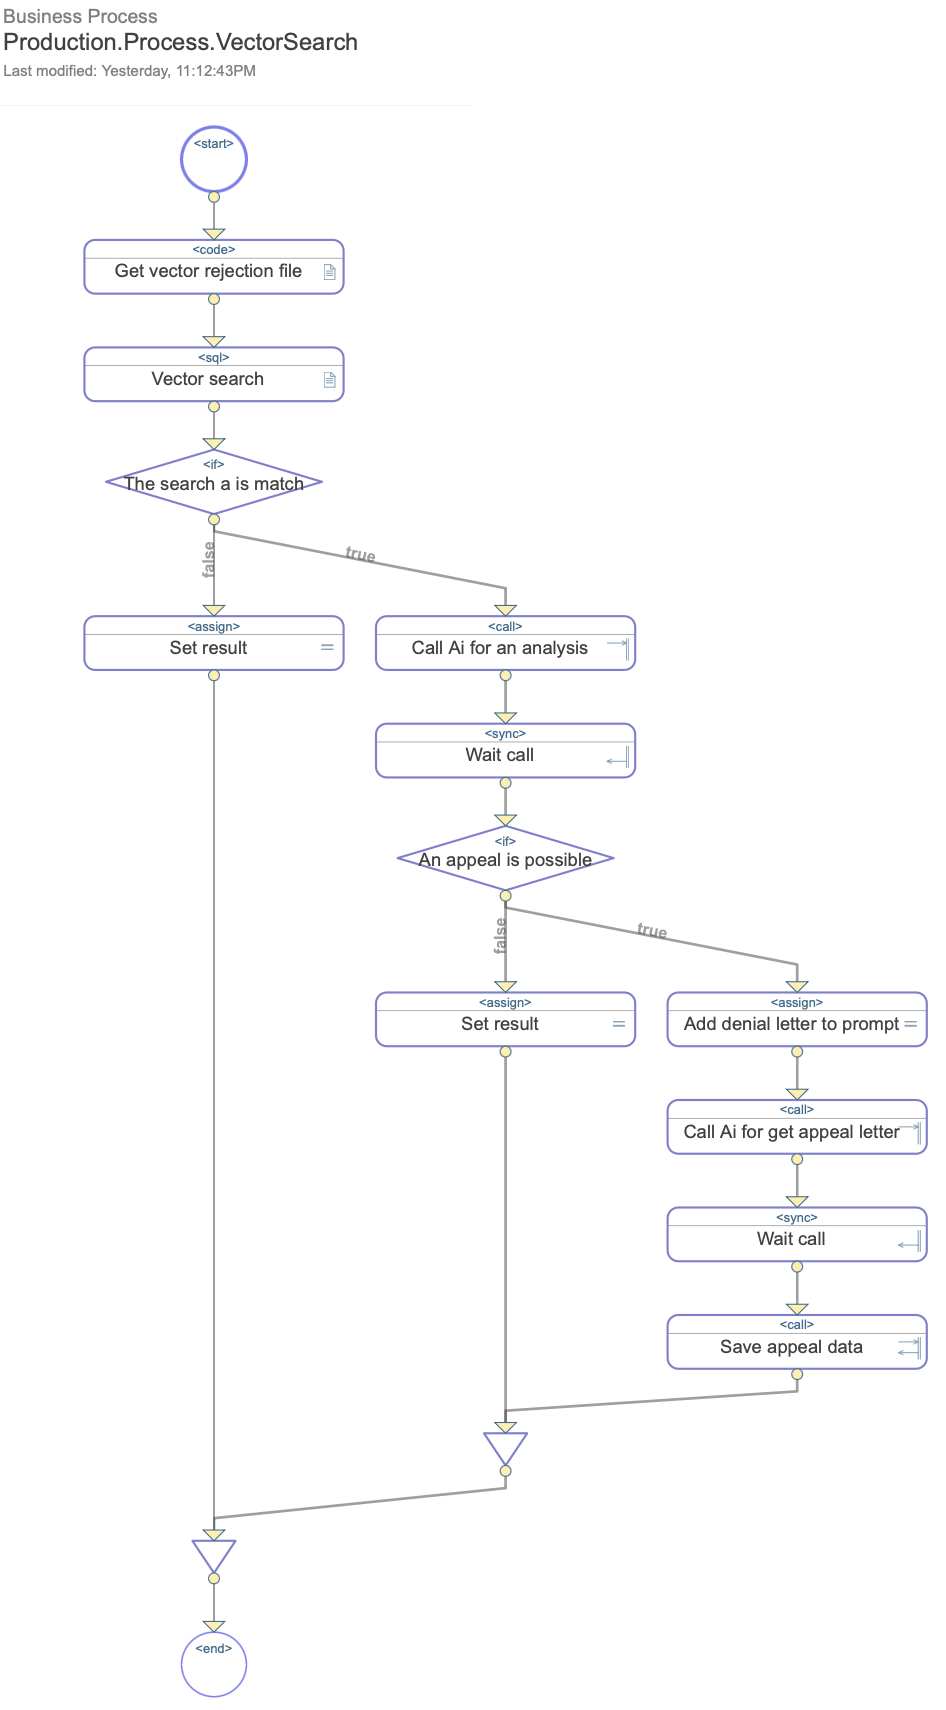 Business Process
Production.Process.VectorSearch
Last modified: Yesterday, 11:12:43PM
<start>
<code>
Get vector rejection file
<sql>
Vector search
<if>
The search a is match
false
true
<assign>
Set result
<call>
Call Ai for an analysis
<sync>
Wait call
<if>
An appeal is possible
false
true
<assign>
Set result
<assign>
Add denial letter to prompt
<call>
Call Ai for get appeal letter
<sync>
Wait call
<call>
Save appeal data
<end>